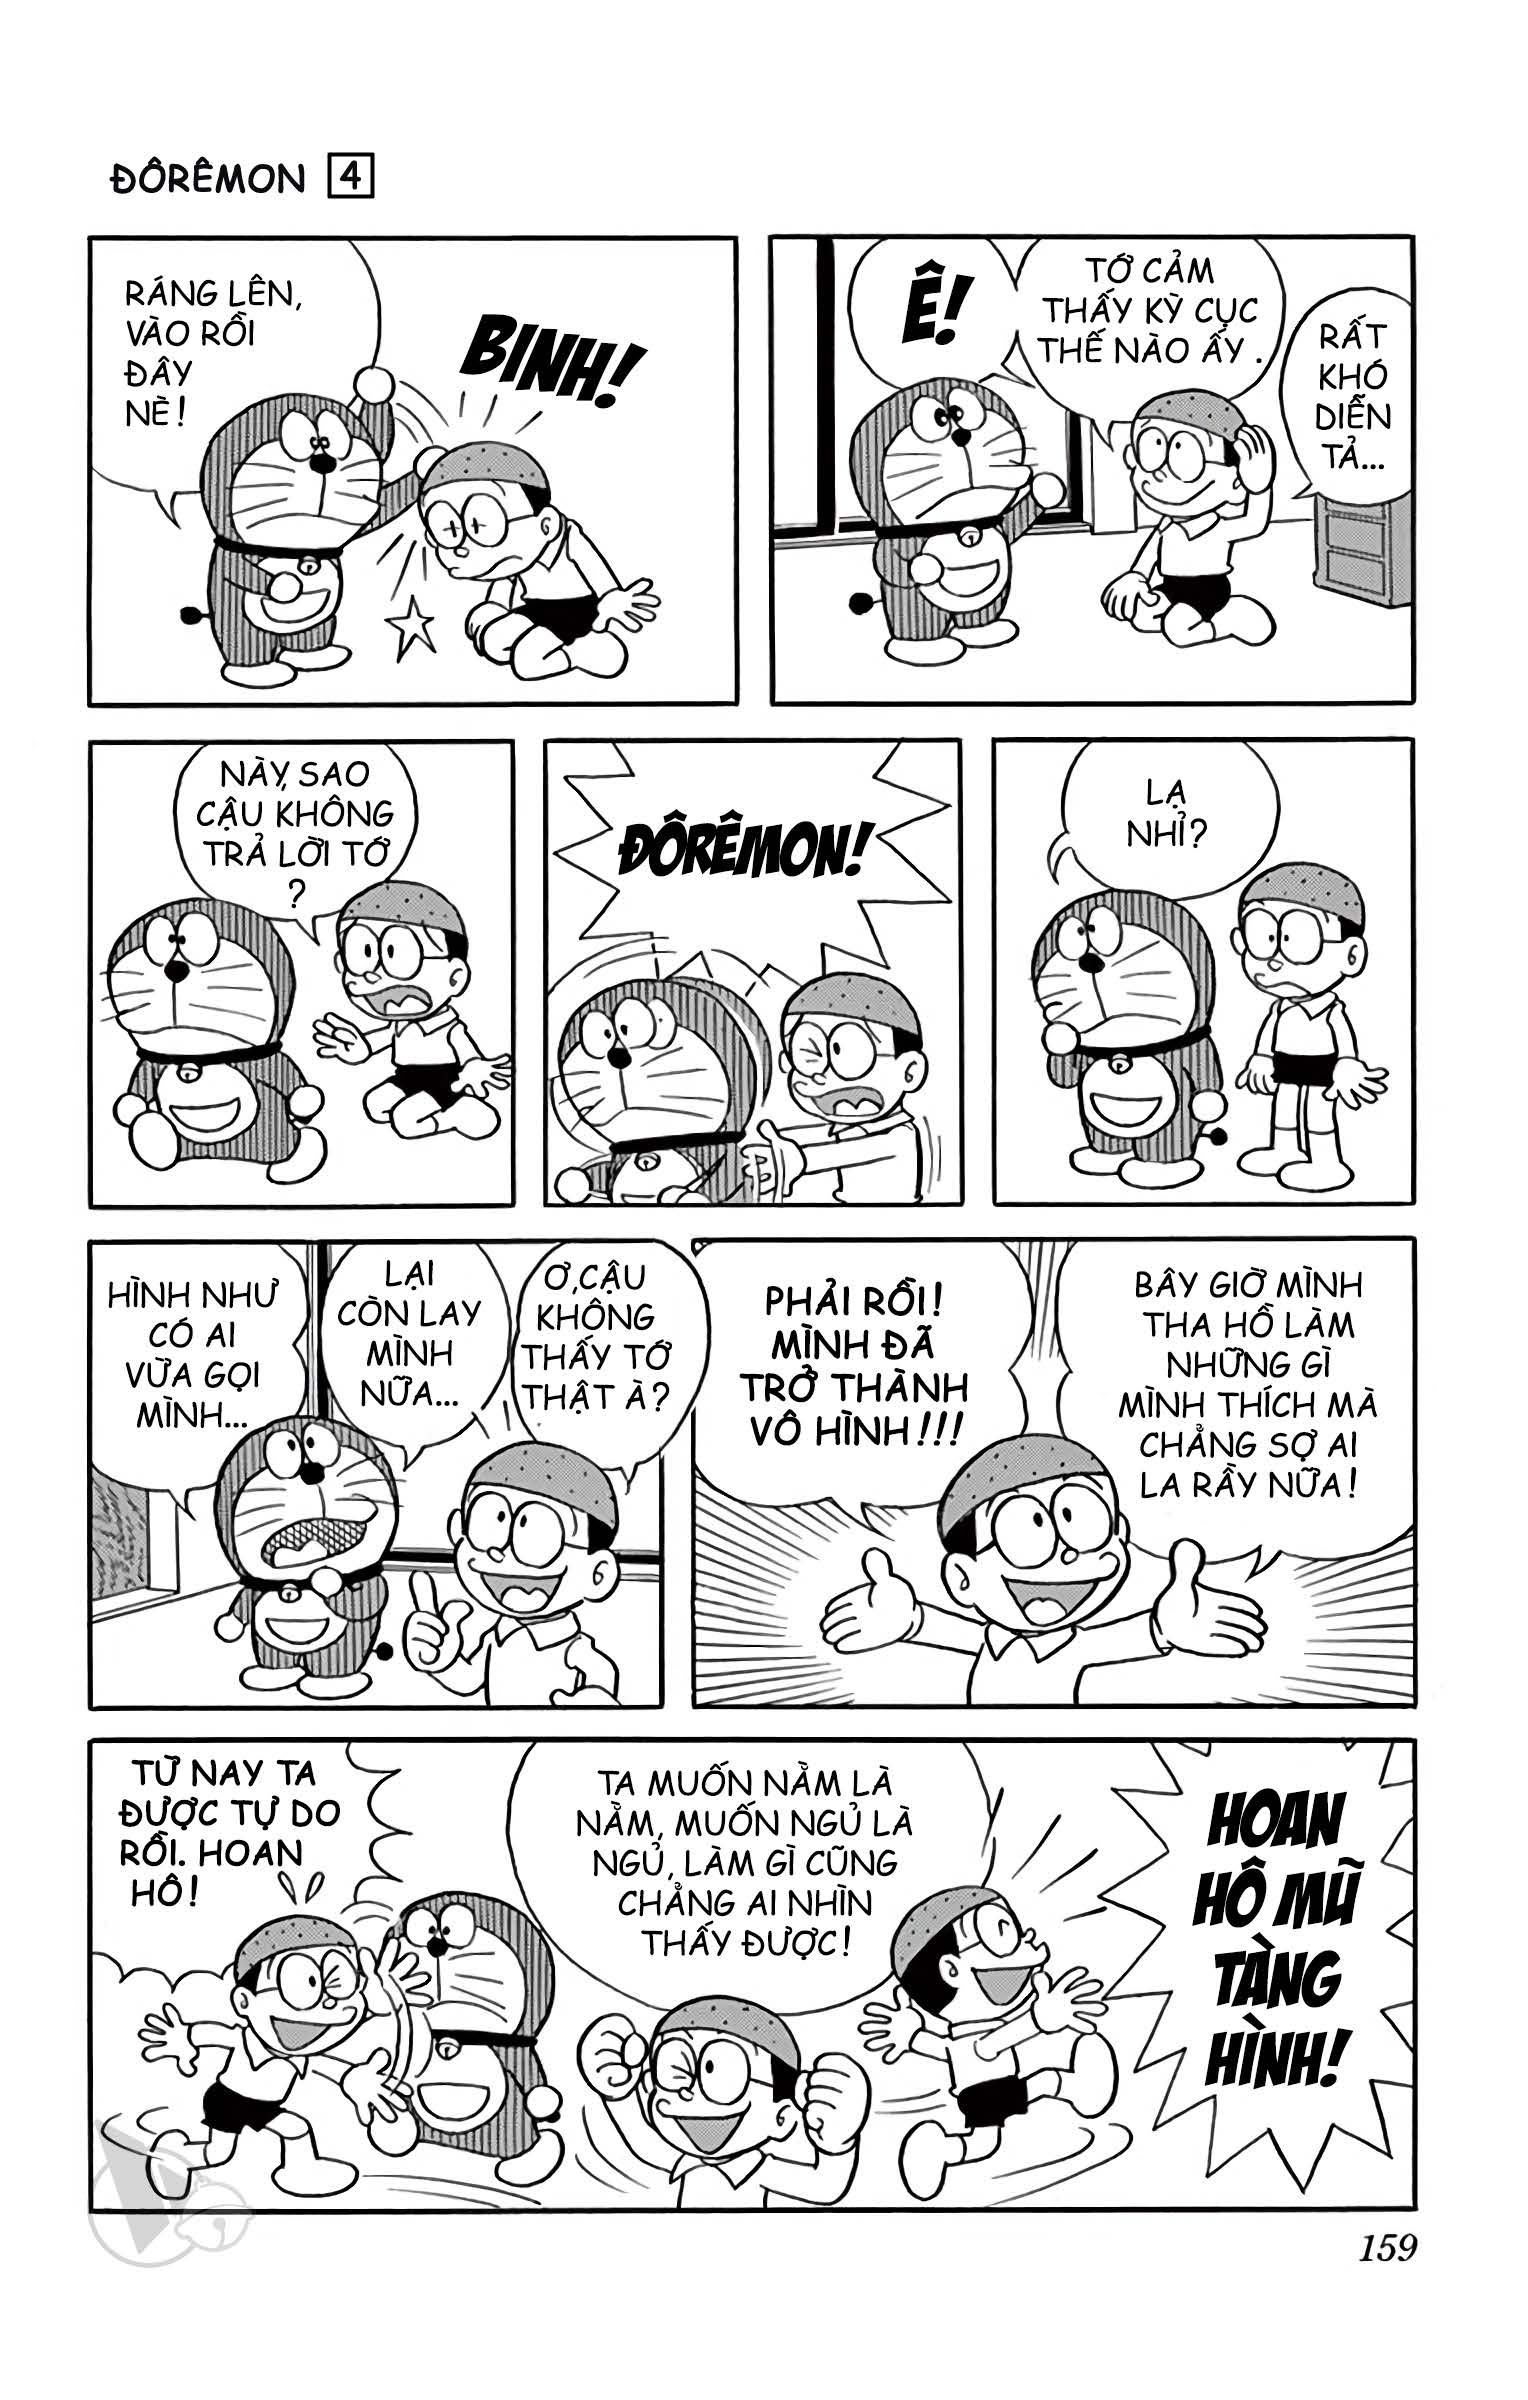 ĐÔRÊMON 4
RÁNG LÊN,
VÀO RỒI
ĐÂY
NÈ!
BINH!
Ê!
TỚ CẢM
THẤY KỲ CỤC
THẾ NÀO ẤY.
RẤT
KHÓ
DIỄN
TẢ...
NÀY, SAO
CẬU KHÔNG
TRẢ LỜI TỚ
?
ĐÔRÊMON!
LẠ
NHỈ?
HÌNH NHƯ
CÓ AI
VỪA GỌI
MÌNH...
LẠI
CÒN LAY
MÌNH
NỮA...
Ơ, CẬU
KHÔNG
THẤY TỚ
THẬT À?
PHẢI RỒI!
MÌNH ĐÃ
TRỞ THÀNH
VÔ HÌNH!!!
BÂY GIỜ MÌNH
THA HỒ LÀM
NHỮNG GÌ
MÌNH THÍCH MÀ
CHẲNG SỢ AI
LA RẦY NỮA!
TỪ NAY TA
ĐƯỢC TỰ DO
RỒI. HOAN
HÔ!
TA MUỐN NẰM LÀ
NẰM, MUỐN NGỦ LÀ
NGỦ, LÀM GÌ CŨNG
CHẲNG AI NHÌN
THẤY ĐƯỢC!
HOAN
HÔ MŨ
TÀNG
HÌNH!
159